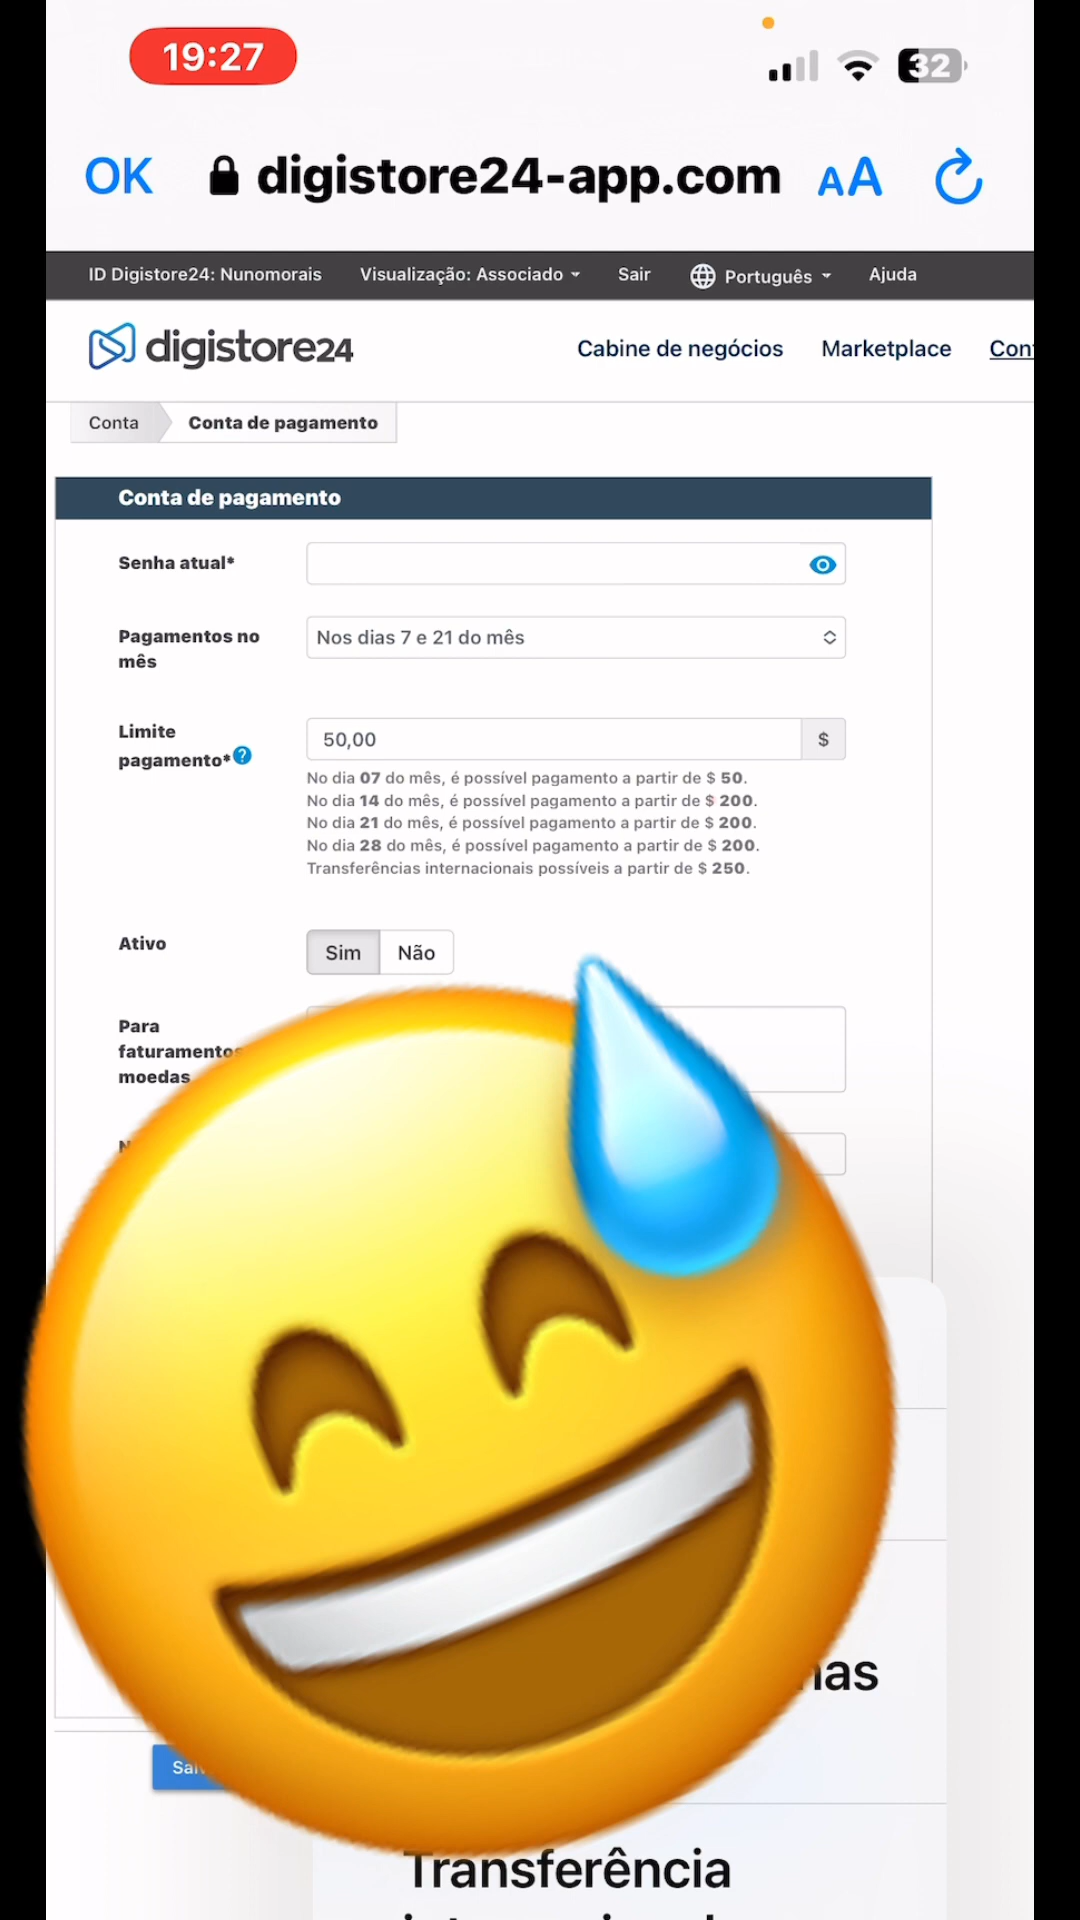 19:27
32
OK digistore24-app.com AA
ID Digistore24: Nunomorais Visualização: Associado Sair Português Ajuda
digistore24 Cabine de negócios Marketplace
Conta Conta de pagamento
Conta de pagamento
Senha atual*
Pagamentos no mês
Nos dias 7 e 21 do mês
Limite pagamento*?
50,00 $
No dia 07 do mês, é possível pagamento a partir de $ 50.
No dia 14 do mês, é possível pagamento a partir de $ 200.
No dia 21 do mês, é possível pagamento a partir de $ 200.
No dia 28 do mês, é possível pagamento a partir de $ 200.
Transferências internacionais possíveis a partir de $ 250.
Ativo
Sim Não
Para
faturamentos
moedas
Transferência